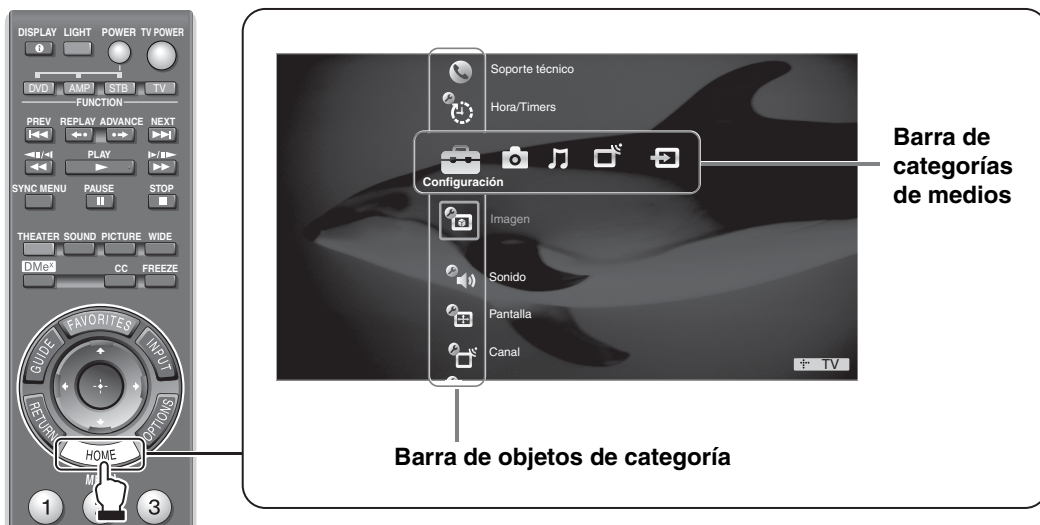 DISPLAY LIGHT POWER TV POWER
DVD AMP STB TV
FUNCTION
PREV REPLAY ADVANCE NEXT
PLAY
SYNC MENU PAUSE STOP
THEATER SOUND PICTURE WIDE
DMex CC FREEZE
FAVORITES
GUIDE INPUT
RETURN OPTIONS
HOME
1 3
Soporte técnico
Hora/Timers
Configuración
Imagen
Sonido
Pantalla
Canal
TV
Barra de
categorías
de medios
Barra de objetos de categoría